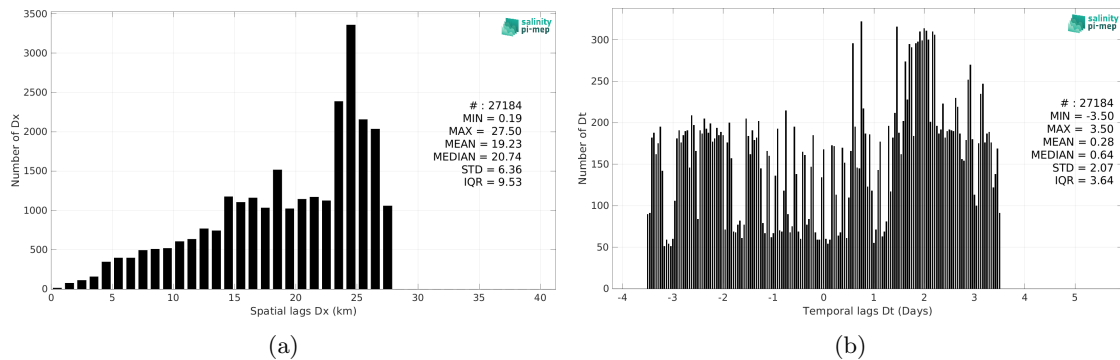 3500
3000
2500
2000
1500
1000
500
0
Number of Dx
0 5 10 15 20 25 30 35 40
Spatial lags Dx (km)
salinity
pi-mep
# : 27184
MIN = 0.19
MAX = 27.50
MEAN = 19.23
MEDIAN = 20.74
STD = 6.36
IQR = 9.53
(a)
300
250
200
150
100
50
0
Number of Dt
-4 -3 -2 -1 0 1 2 3 4 5
Temporal lags Dt (Days)
salinity
pi-mep
# : 27184
MIN = -3.50
MAX = 3.50
MEAN = 0.28
MEDIAN = 0.64
STD = 2.07
IQR = 3.64
(b)